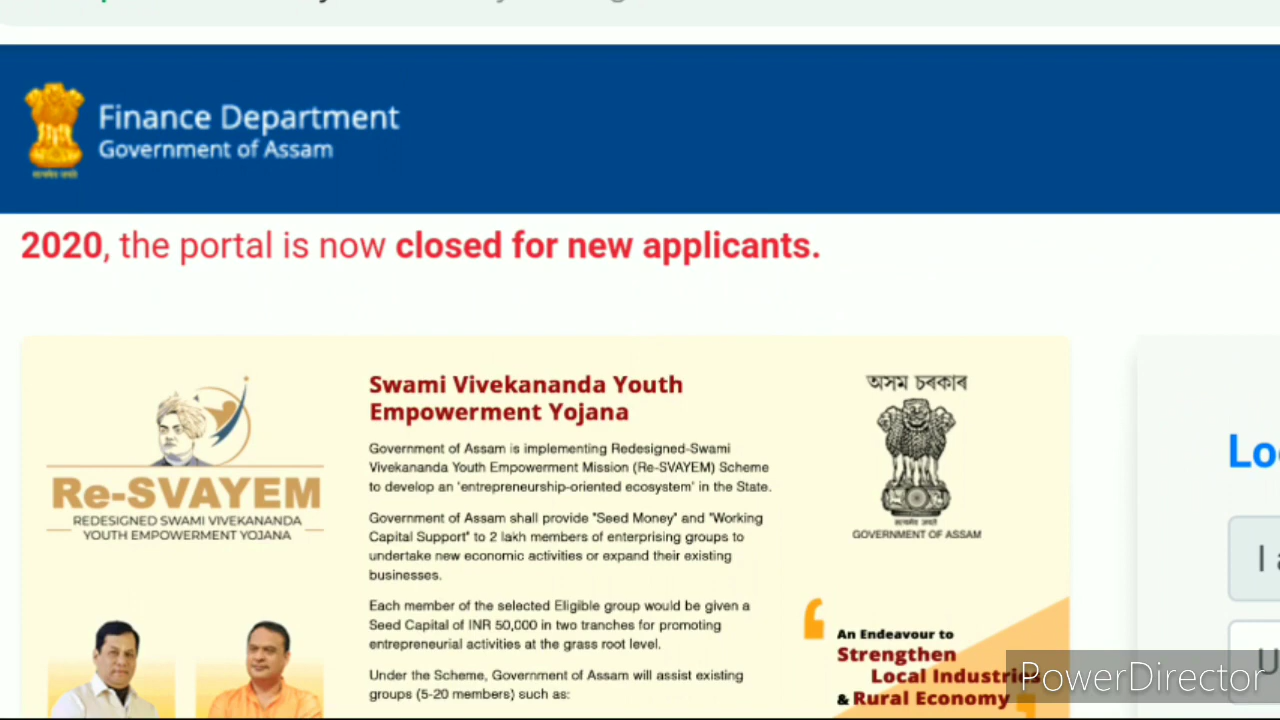 Finance Department
Government of Assam
2020, the portal is now closed for new applicants.
Re-SVAYEM
REDESIGNED SWAMI VIVEKANANDA
YOUTH EMPOWERMENT YOJANA
Swami Vivekananda Youth
Empowerment Yojana
Government of Assam is implementing Redesigned-Swami
Vivekananda Youth Empowerment Mission (Re-SVAYEM) Scheme
to develop an 'entrepreneurship-oriented ecosystem' in the State.
Government of Assam shall provide "Seed Money" and "Working
Capital Support" to 2 lakh members of enterprising groups to
undertake new economic activities or expand their existing
businesses.
Each member of the selected Eligible group would be given a
Seed Capital of INR 50,000 in two tranches for promoting
entrepreneurial activities at the grass root level.
Under the Scheme, Government of Assam will assist existing
groups (5-20 members) such as:
অসম চৰকাৰ
सत्यमेव जयते
GOVERNMENT OF ASSAM
An Endeavour to
Strengthen
Local Industries
& Rural Economy
Lo
I a
U
PowerDirector